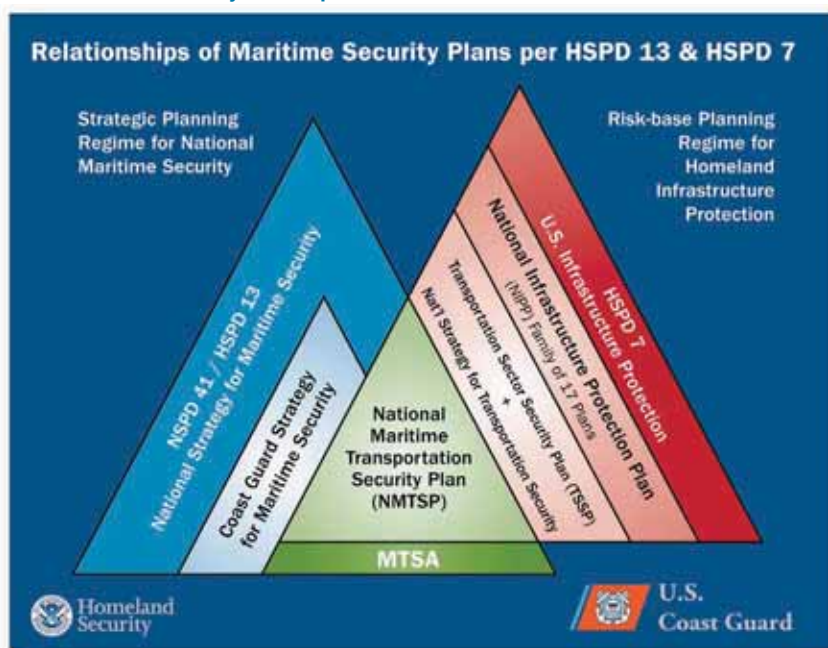 Relationships of Maritime Security Plans per HSPD 13 & HSPD 7
Strategic Planning
Regime for National
Maritime Security
Risk-base Planning
Regime for
Homeland
Infrastructure
Protection
NSPD 41 / HSPD 13
National Strategy for Maritime Security
Coast Guard Strategy
for Maritime Security
National
Maritime
Transportation
Security Plan
(NMTSP)
MTSA
Transportation Sector Security Plan (TSSP)
+
Nat'l Strategy for Transportation Security
National Infrastructure Protection Plan
(NIPP) Family of 17 Plans
HSPD 7
U.S. Infrastructure Protection
Homeland
Security
U.S.
Coast Guard